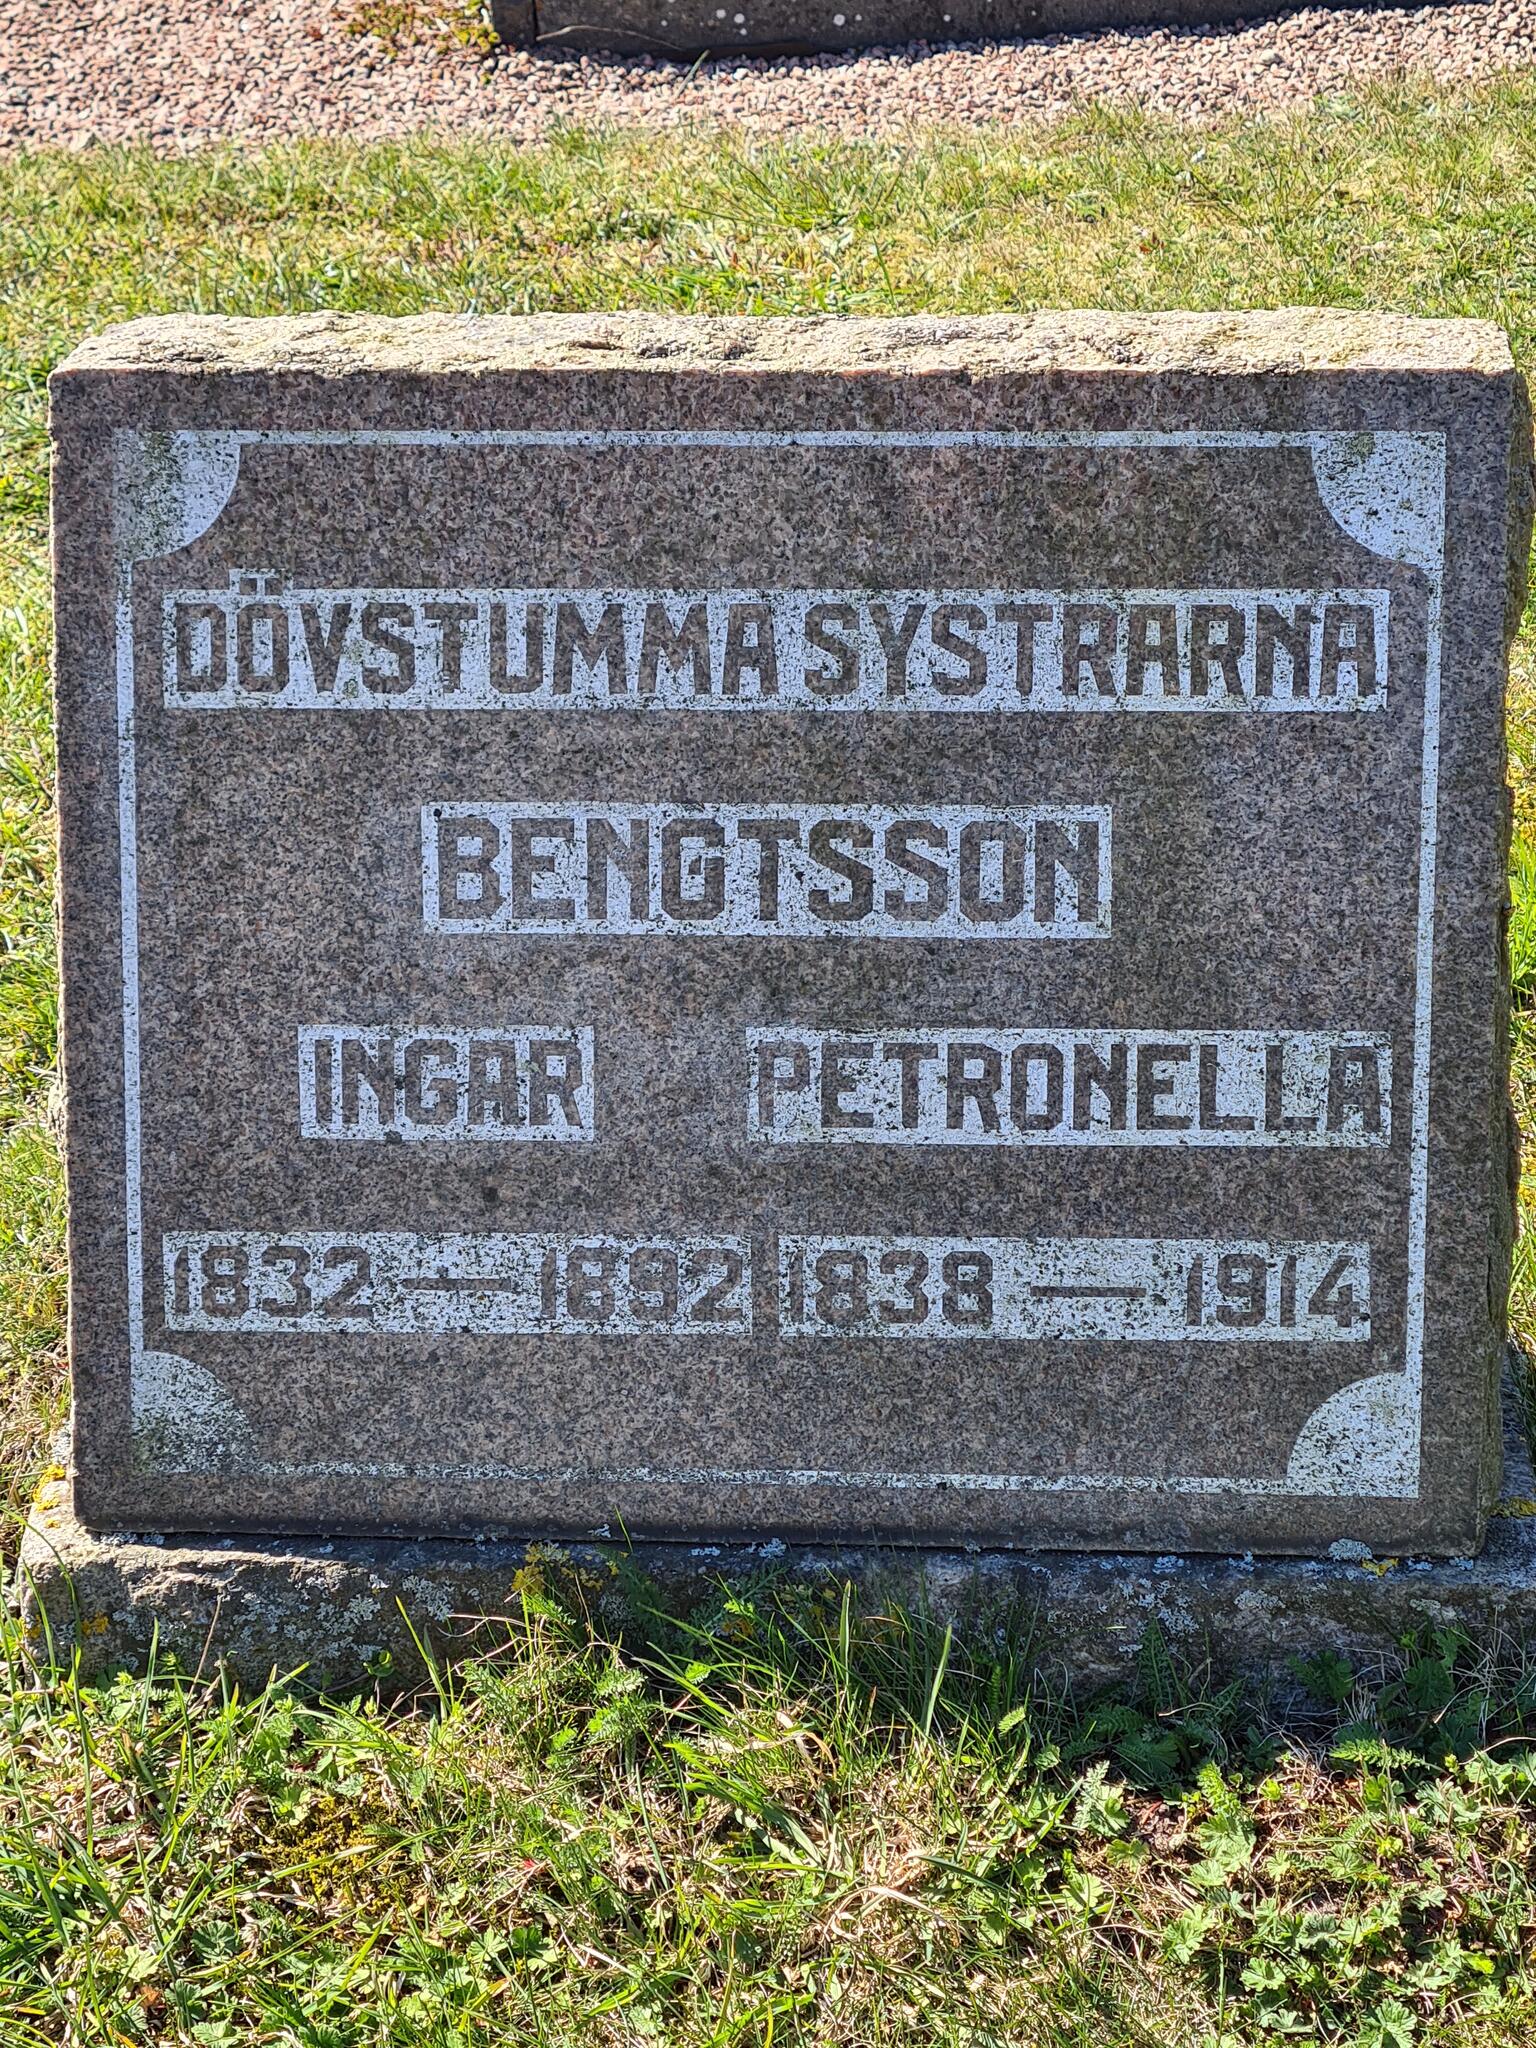 DÖVSTUMMA SYSTRARNA
BENGTSSON
INGAR PETRONELLA
1832 — 1892 1838 — 1914